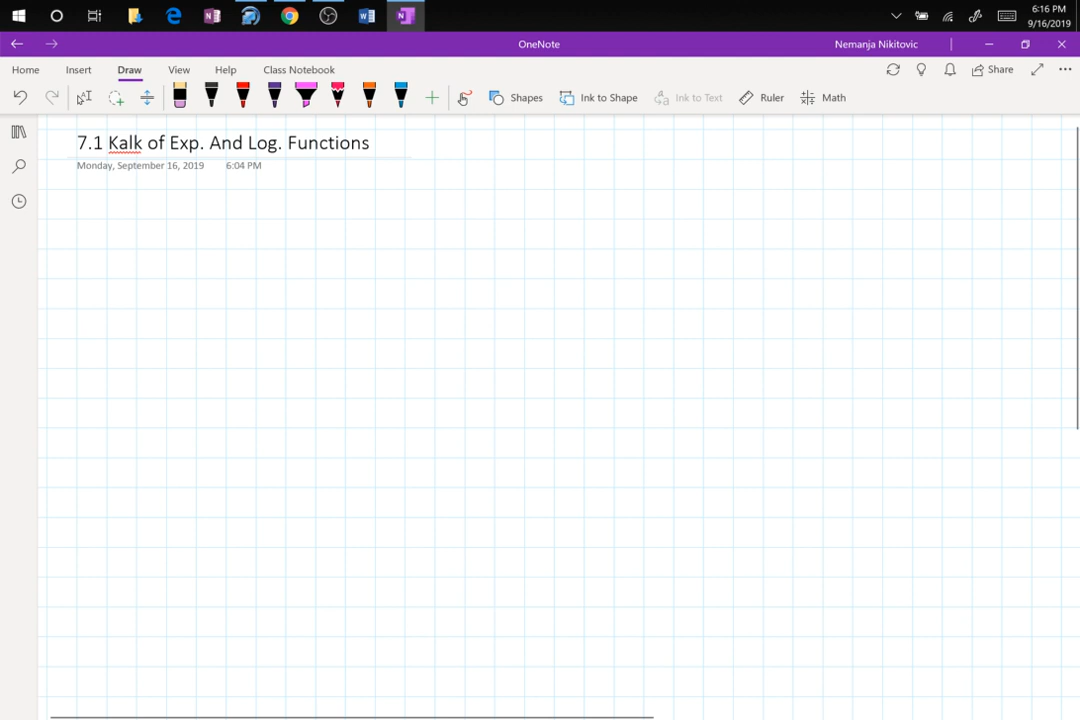 6:16 PM
9/16/2019
OneNote
Nemanja Nikitovic
Home Insert Draw View Help Class Notebook
Share
Shapes Ink to Shape Ink to Text Ruler Math
7.1 Kalk of Exp. And Log. Functions
Monday, September 16, 2019 6:04 PM